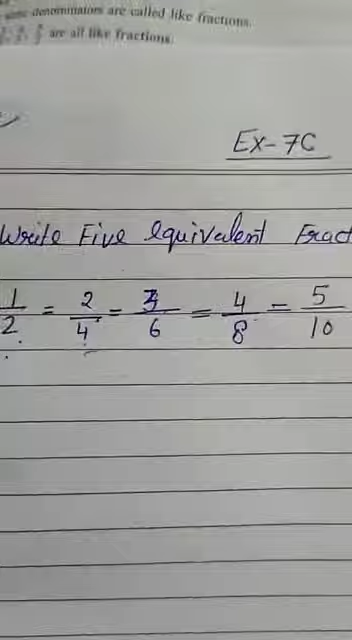 same denominators are called like fractions.
are all like fractions.
Ex-7C
Write Five equivalent Fract
1/2 = 2/4 = 3/6 = 4/8 = 5/10